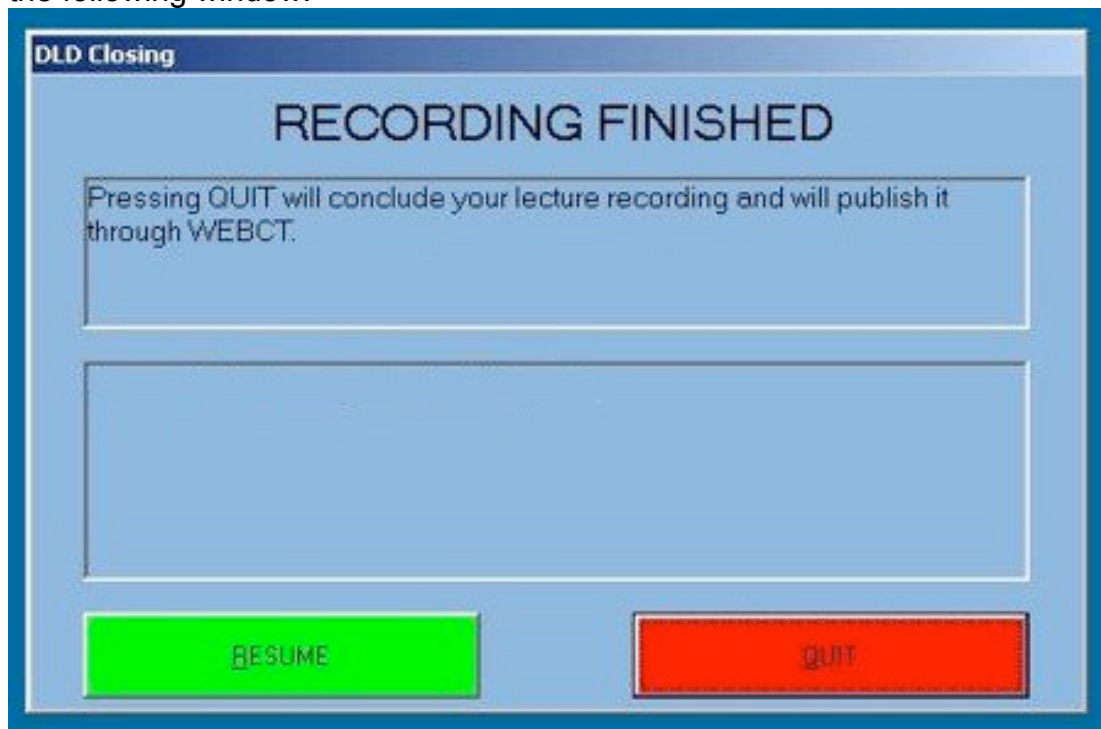 the following window:
DLD Closing
RECORDING FINISHED
Pressing QUIT will conclude your lecture recording and will publish it
through WEBCT.
RESUME
QUIT